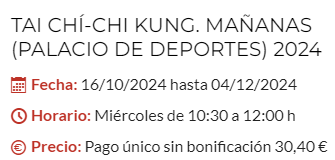 TAI CHÍ-CHI KUNG. MAÑANAS
(PALACIO DE DEPORTES) 2024
Fecha: 16/10/2024 hasta 04/12/2024
Horario: Miércoles de 10:30 a 12:00 h
Precio: Pago único sin bonificación 30,40 €